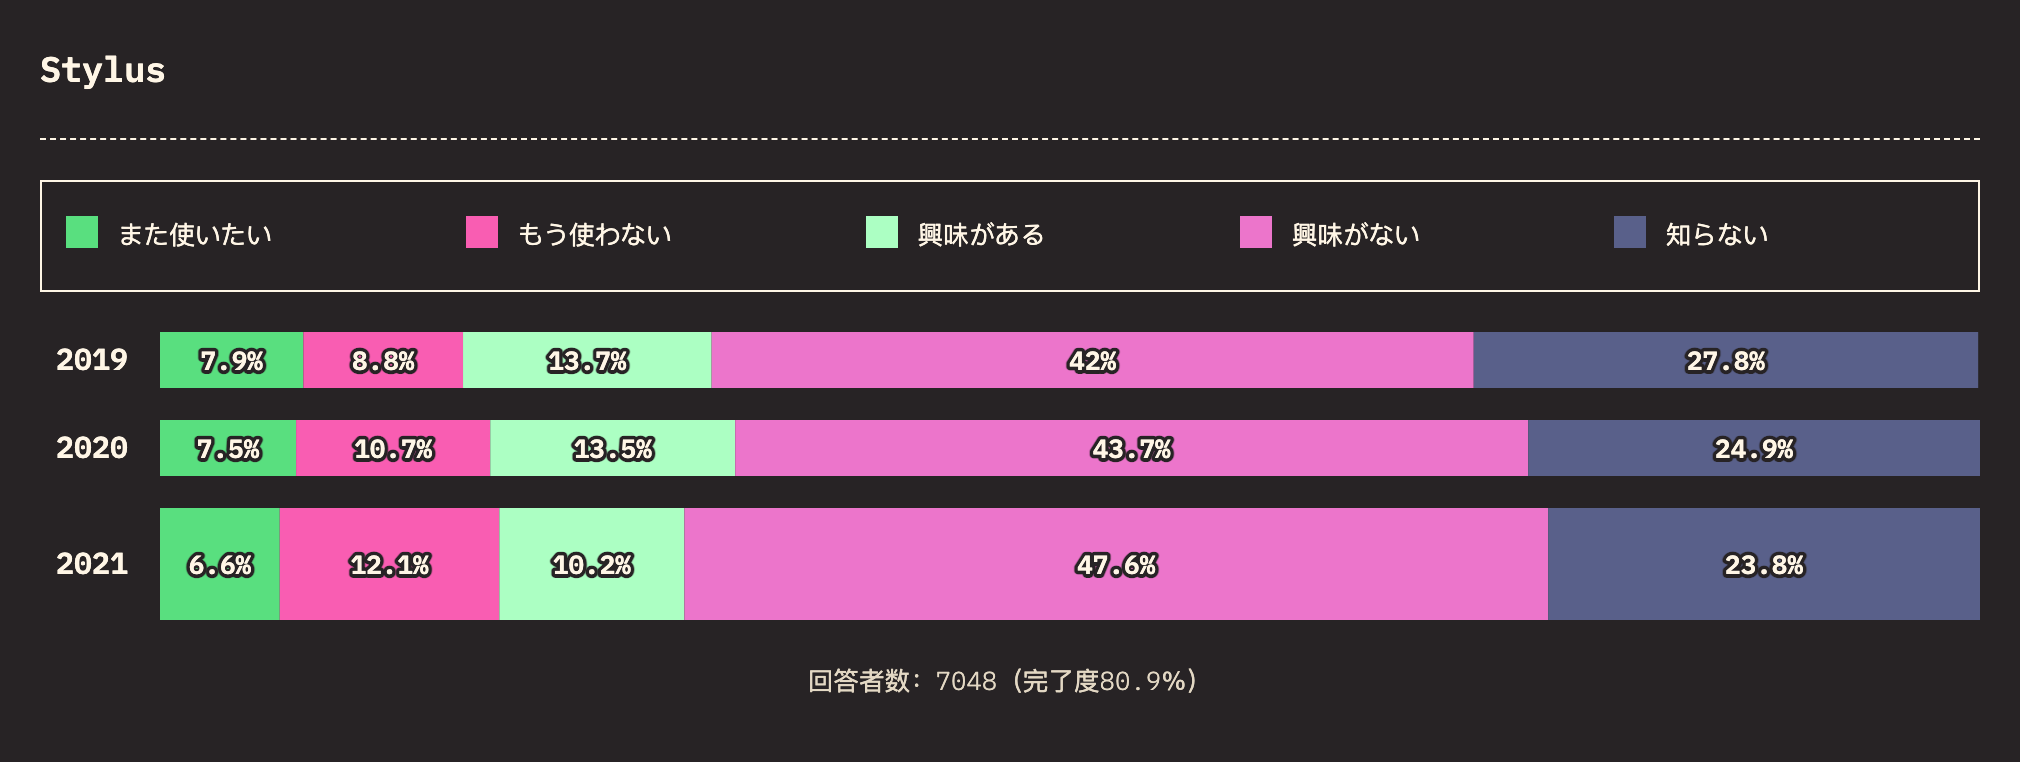 Stylus
また使いたい もう使わない 興味がある 興味がない 知らない
2019 7.9% 8.8% 13.7% 42% 27.8%
2020 7.5% 10.7% 13.5% 43.7% 24.9%
2021 6.6% 12.1% 10.2% 47.6% 23.8%
回答者数: 7048 (完了度80.9%)